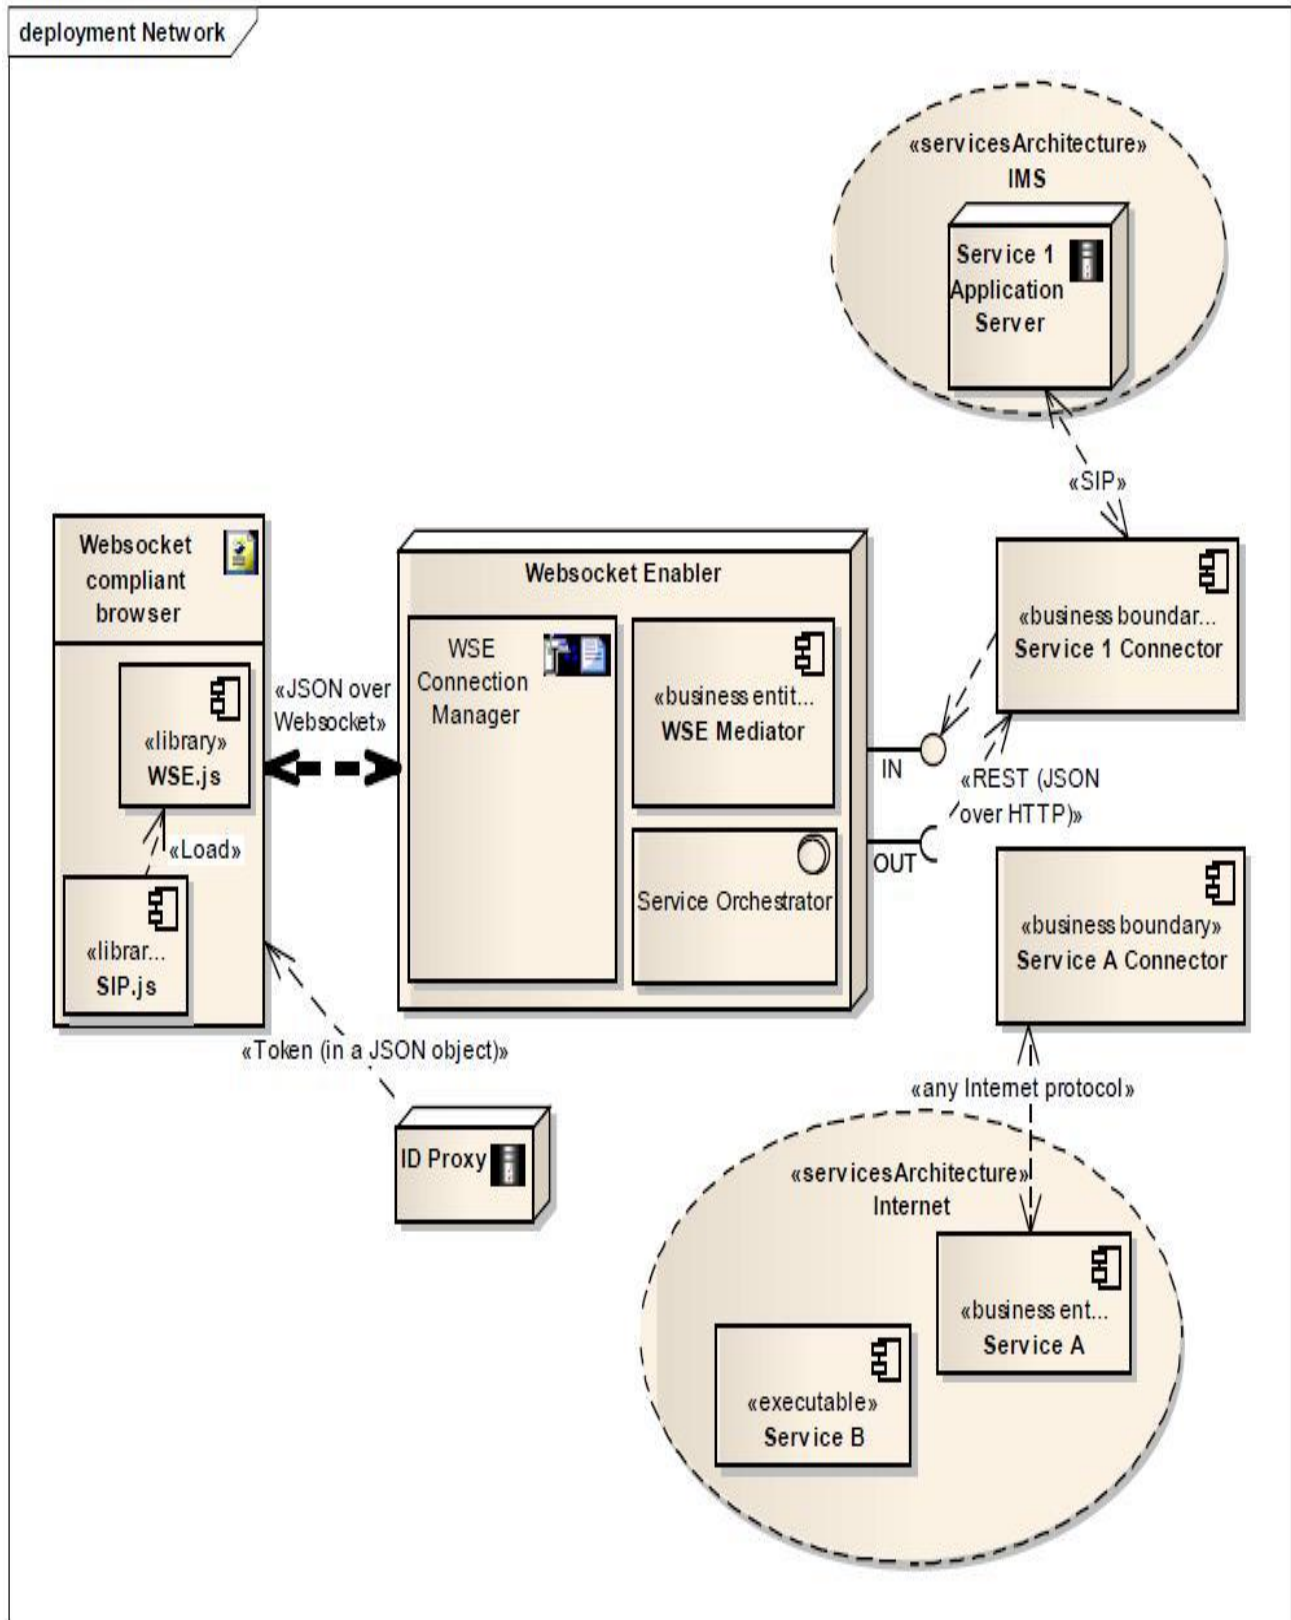 deployment Network
«servicesArchitecture»
IMS
Service 1
Application
Server
«SIP»
Websocket
compliant
browser
«library»
WSE.js
«Load»
«librar...
SIP.js
«JSON over
Websocket»
Websocket Enabler
WSE
Connection
Manager
«business entit...
WSE Mediator
Service Orchestrator
IN
OUT
«business boundar...
Service 1 Connector
«REST (JSON
over HTTP)»
«business boundary»
Service A Connector
«Token (in a JSON object)»
ID Proxy
«any Internet protocol»
«servicesArchitecture»
Internet
«business ent...
Service A
«executable»
Service B